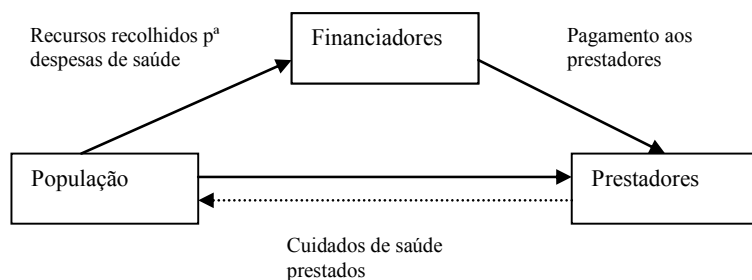 Recursos recolhidos pª
despesas de saúde
Financiadores
Pagamento aos
prestadores
População
Prestadores
Cuidados de saúde
prestados